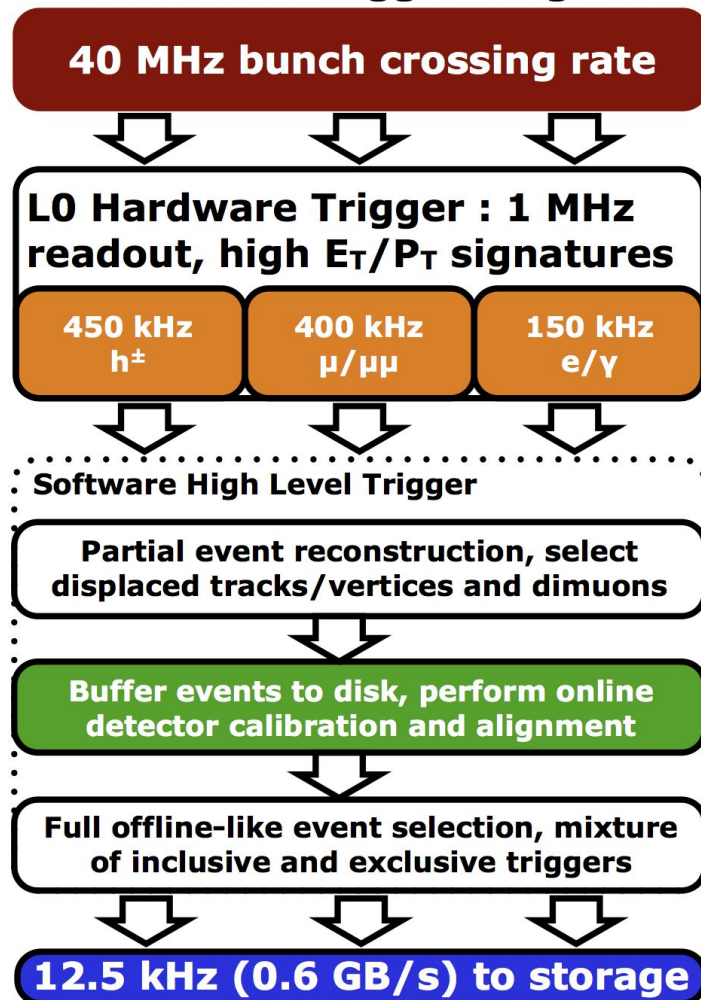 40 MHz bunch crossing rate
L0 Hardware Trigger : 1 MHz
readout, high ET/PT signatures
450 kHz
h±
400 kHz
μ/μμ
150 kHz
e/γ
Software High Level Trigger
Partial event reconstruction, select
displaced tracks/vertices and dimuons
Buffer events to disk, perform online
detector calibration and alignment
Full offline-like event selection, mixture
of inclusive and exclusive triggers
12.5 kHz (0.6 GB/s) to storage